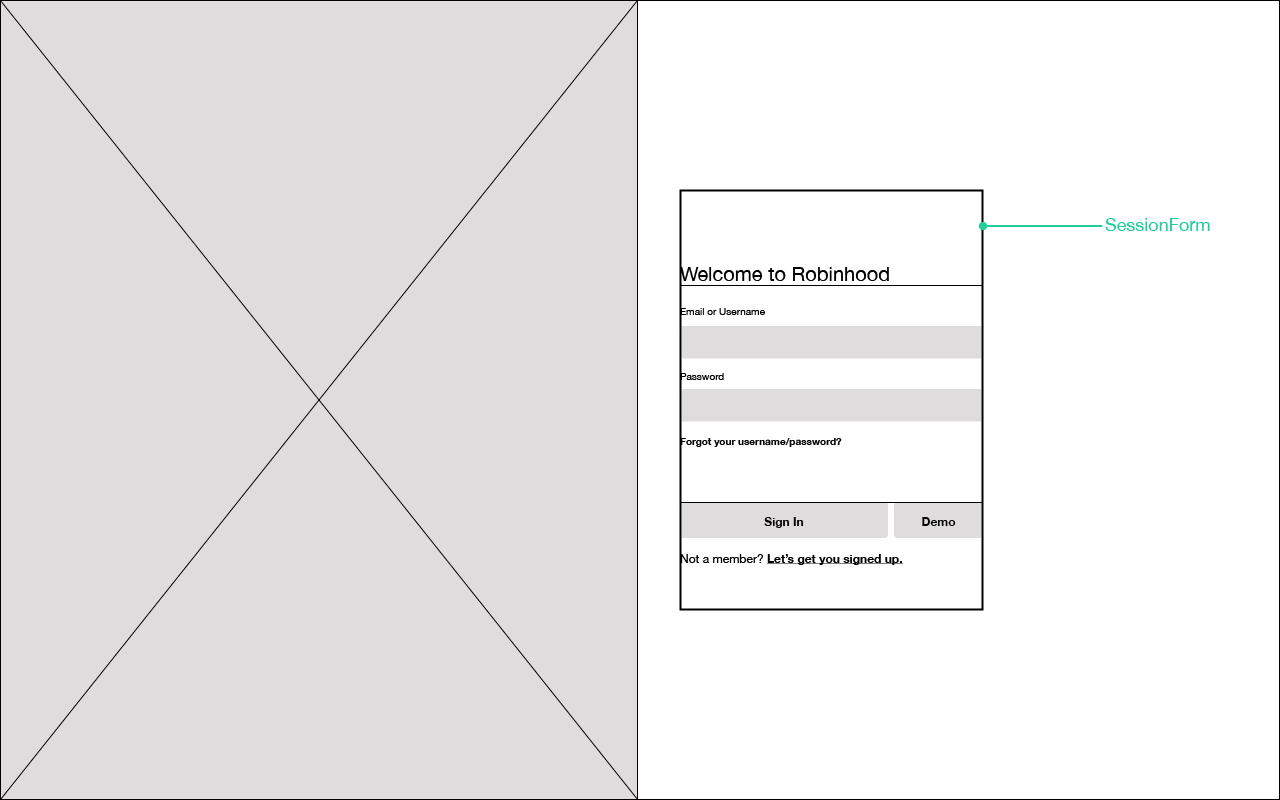 SessionForm
Welcome to Robinhood
Email or Username
Password
Forgot your username/password?
Sign In
Demo
Not a member? Let's get you signed up.